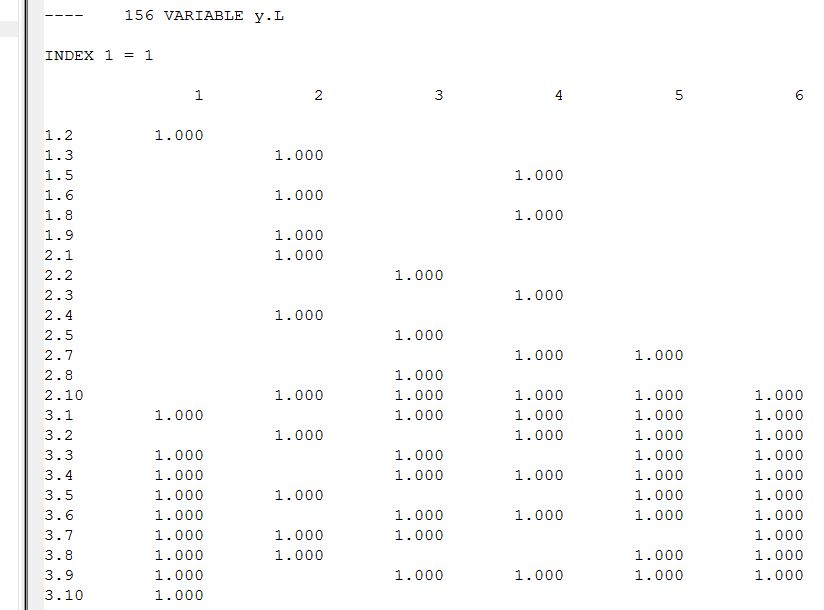 ----    156 VARIABLE y.L
INDEX 1 = 1
               1           2           3           4           5           6
1.2        1.000
1.3                    1.000
1.5                                            1.000
1.6                    1.000
1.8                                            1.000
1.9                    1.000
2.1                    1.000
2.2                                1.000
2.3                                            1.000
2.4                    1.000
2.5                                1.000
2.7                                            1.000       1.000
2.8                                1.000
2.10                   1.000       1.000       1.000       1.000       1.000
3.1        1.000                   1.000       1.000       1.000       1.000
3.2                    1.000                   1.000       1.000       1.000
3.3        1.000                   1.000                   1.000       1.000
3.4        1.000                   1.000       1.000       1.000       1.000
3.5        1.000       1.000                               1.000       1.000
3.6        1.000                   1.000       1.000       1.000       1.000
3.7        1.000       1.000       1.000                               1.000
3.8        1.000       1.000                               1.000       1.000
3.9        1.000                   1.000       1.000       1.000       1.000
3.10       1.000